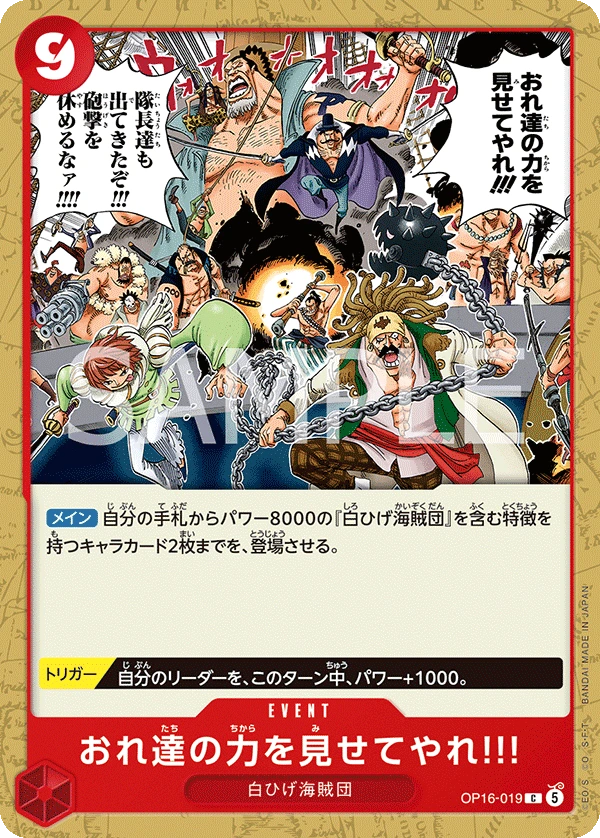 9
おれ達の力を
見せてやれ!!!
隊長達も
出てきたぞ!!!
砲撃を
休めるなァ!!!!
ウオオオオ
SAMPLE
メイン 自分の手札からパワー8000の『白ひげ海賊団』を含む特徴を
持つキャラカード2枚までを、登場させる。
トリガー 自分のリーダーを、このターン中、パワー+1000。
EVENT
おれ達の力を見せてやれ!!!
白ひげ海賊団
OP16-019 C 5
BANDAI MADE IN JAPAN